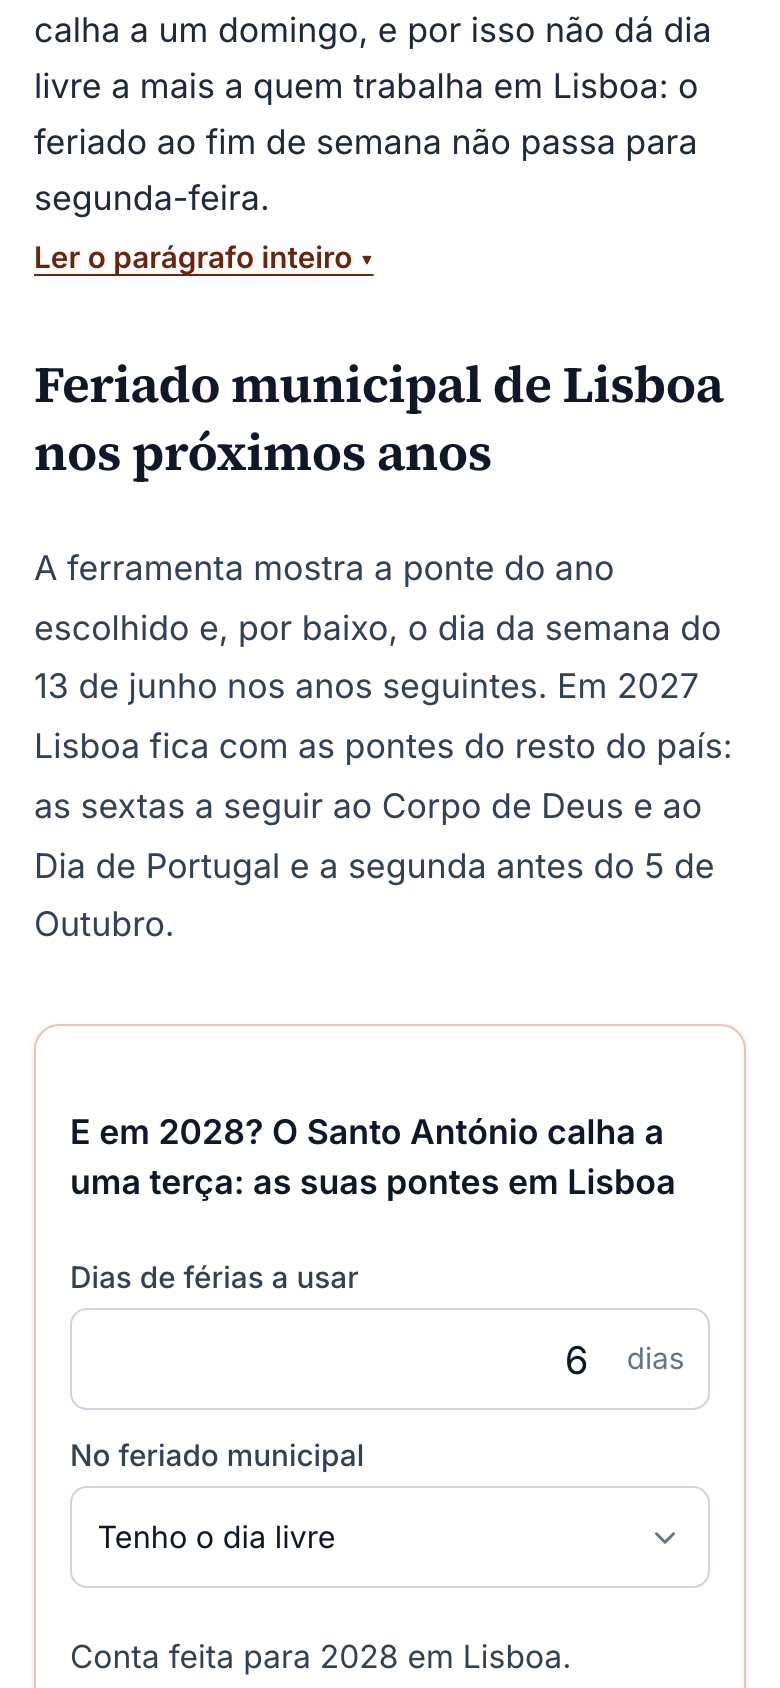 calha a um domingo, e por isso não dá dia
livre a mais a quem trabalha em Lisboa: o
feriado ao fim de semana não passa para
segunda-feira.
Ler o parágrafo inteiro ▾
Feriado municipal de Lisboa
nos próximos anos
A ferramenta mostra a ponte do ano
escolhido e, por baixo, o dia da semana do
13 de junho nos anos seguintes. Em 2027
Lisboa fica com as pontes do resto do país:
as sextas a seguir ao Corpo de Deus e ao
Dia de Portugal e a segunda antes do 5 de
Outubro.
E em 2028? O Santo António calha a
uma terça: as suas pontes em Lisboa
Dias de férias a usar
6 dias
No feriado municipal
Tenho o dia livre
Conta feita para 2028 em Lisboa.